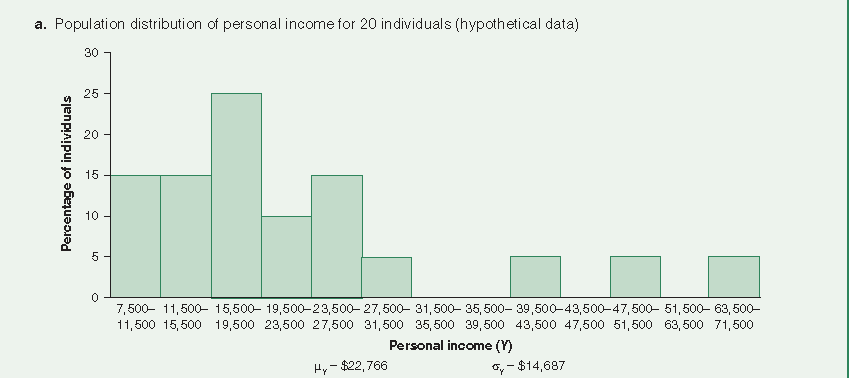 a. Population distribution of personal income for 20 individuals (hypothetical data)
30
25
20
15
10
5
0
Percentage of individuals
7,500– 11,500– 15,500– 19,500– 23,500– 27,500– 31,500– 35,500– 39,500– 43,500– 47,500– 51,500– 63,500–
11,500 15,500 19,500 23,500 27,500 31,500 35,500 39,500 43,500 47,500 51,500 63,500 71,500
Personal income (Y)
μY – $22,766 σY – $14,687